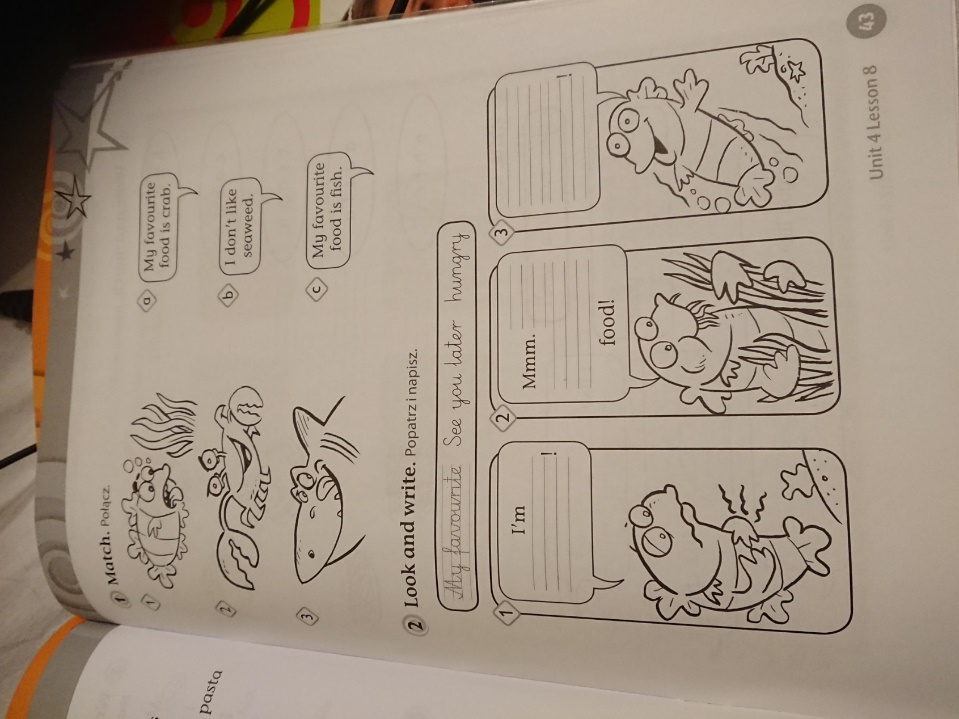 pasta
1 Match. Połącz.
1
2
3
a My favourite
food is crab.
b I don't like
seaweed.
c My favourite
food is fish.
2 Look and write. Popatrz i napisz.
My favourite See you later hungry
1
I'm
!
2
Mmm.
food!
3
!
Unit 4 Lesson 8 43